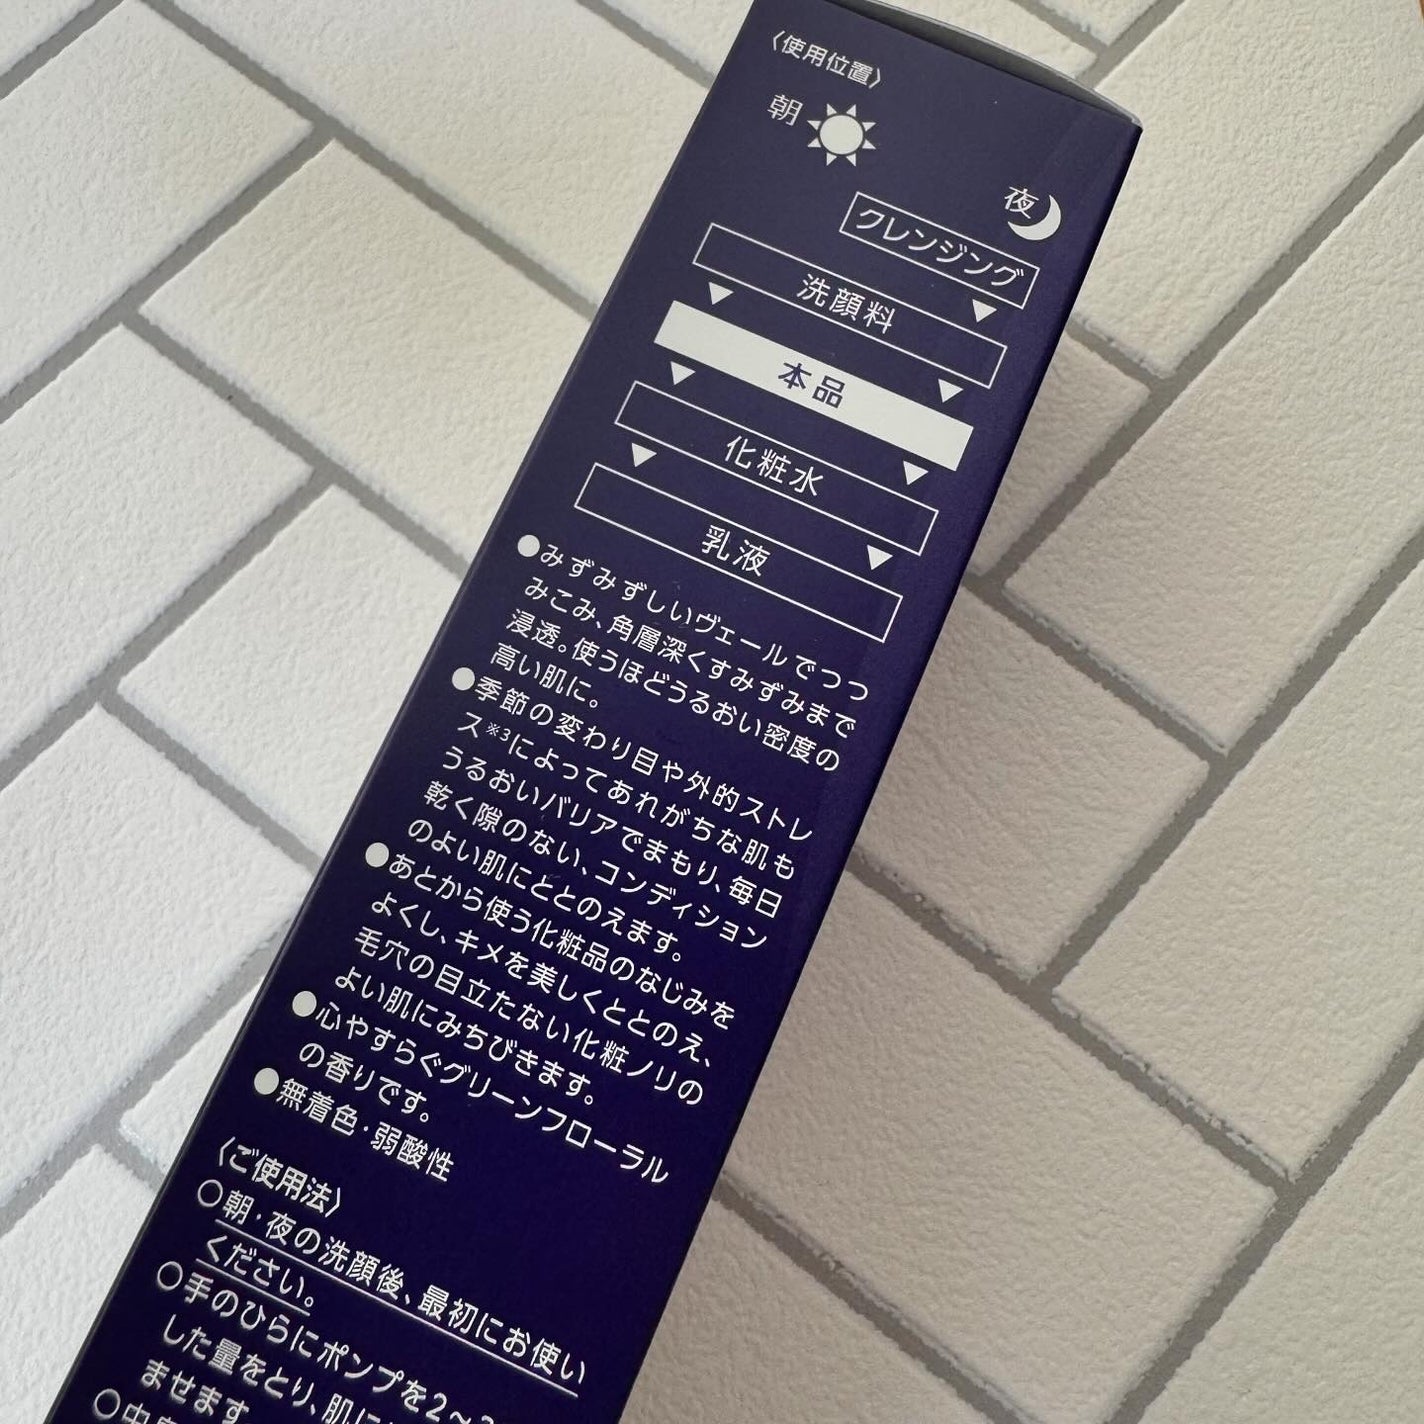 〈使用位置〉
朝
夜
クレンジング
洗顔料
本品
化粧水
乳液
●みずみずしいヴェールでつつ
みこみ、角層深くすみずみまで
浸透。使うほどうるおい密度の
高い肌に。
●季節の変わり目や外的ストレ
ス※3によってあれがちな肌も
うるおいバリアでまもり、毎日
乾く隙のない、コンディション
のよい肌にととのえます。
●あとから使う化粧品のなじみを
よくし、キメを美しくととのえ、
毛穴の目立たない化粧ノリの
よい肌にみちびきます。
●心やすらぐグリーンフローラル
の香りです。
●無着色・弱酸性
〈ご使用法〉
○朝・夜の洗顔後、最初にお使い
ください。
○手のひらにポンプを2～3
した量をとり、肌に
ませます